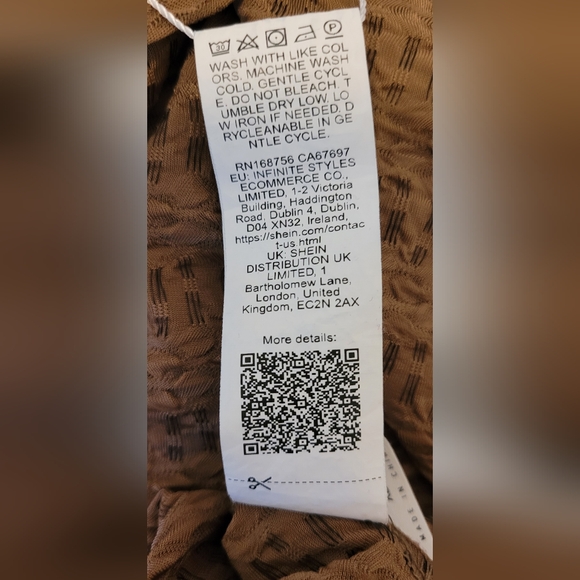 WASH WITH LIKE COL
ORS. MACHINE WASH
COLD. GENTLE CYCL
E. DO NOT BLEACH. T
UMBLE DRY LOW. LO
W IRON IF NEEDED. D
RYCLEANABLE IN GE
NTLE CYCLE.
RN168756 CA67697
EU: INFINITE STYLES
ECOMMERCE CO.,
LIMITED, 1-2 Victoria
Building, Haddington
Road, Dublin 4, Dublin,
D04 XN32, Ireland,
https://shein.com/contac
t-us.html
UK: SHEIN
DISTRIBUTION UK
LIMITED, 1
Bartholomew Lane,
London, United
Kingdom, EC2N 2AX
More details:
MADE IN